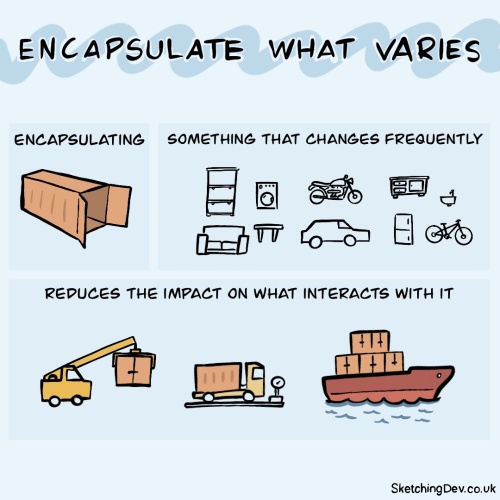 ENCAPSULATE WHAT VARIES
ENCAPSULATING
SOMETHING THAT CHANGES FREQUENTLY
REDUCES THE IMPACT ON WHAT INTERACTS WITH IT
SketchingDev.co.uk